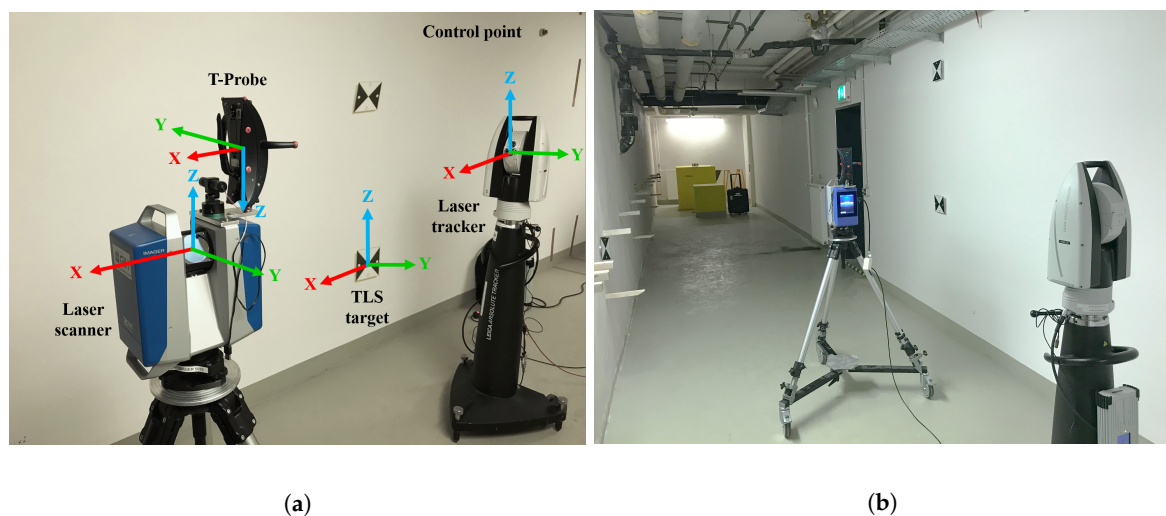 Control point
T-Probe
Z
Y
X
Z
Y
X
Z
Z
Laser
tracker
IMAGER
X
Y
Z
X
Y
Laser
scanner
TLS
target
LEICA ABSOLUTE TRACKER
(a)
(b)